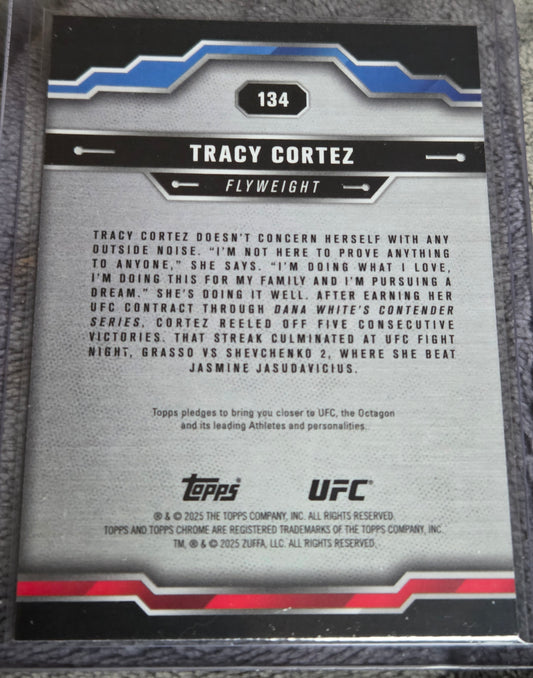 134
TRACY CORTEZ
FLYWEIGHT
TRACY CORTEZ DOESN'T CONCERN HERSELF WITH ANY
OUTSIDE NOISE. "I'M NOT HERE TO PROVE ANYTHING
TO ANYONE," SHE SAYS. "I'M DOING WHAT I LOVE,
I'M DOING THIS FOR MY FAMILY AND I'M PURSUING A
DREAM." SHE'S DOING IT WELL. AFTER EARNING HER
UFC CONTRACT THROUGH DANA WHITE'S CONTENDER
SERIES, CORTEZ REELED OFF FIVE CONSECUTIVE
VICTORIES. THAT STREAK CULMINATED AT UFC FIGHT
NIGHT, GRASSO VS SHEVCHENKO 2, WHERE SHE BEAT
JASMINE JASUDAVICIUS.
Topps pledges to bring you closer to UFC, the Octagon
and its leading Athletes and personalities.
Topps® UFC®
® & © 2025 THE TOPPS COMPANY, INC. ALL RIGHTS RESERVED.
TOPPS AND TOPPS CHROME ARE REGISTERED TRADEMARKS OF THE TOPPS COMPANY, INC.
TM, ® & © 2025 ZUFFA, LLC. ALL RIGHTS RESERVED.